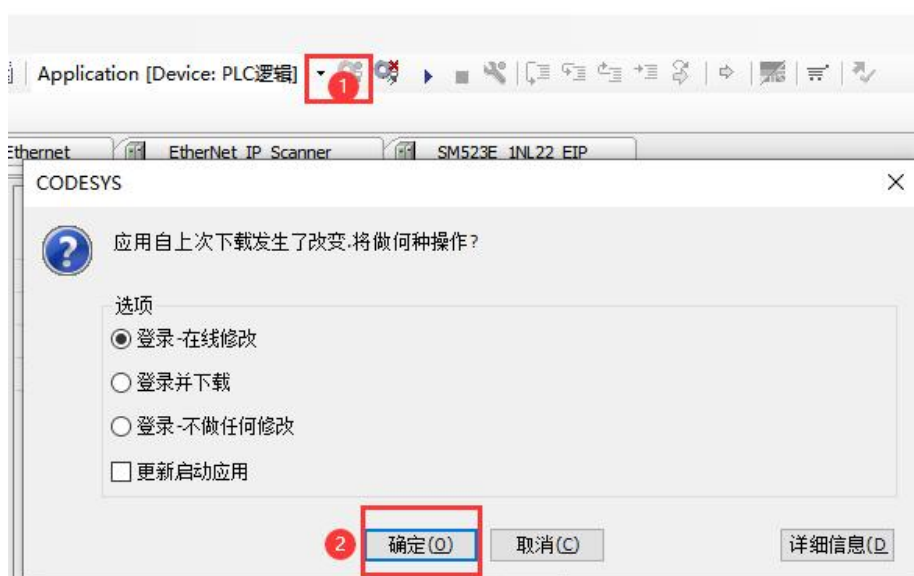 Application [Device: PLC逻辑]
1
Ethernet EtherNet_IP_Scanner SM523E_1NL22_EIP
CODESYS
应用自上次下载发生了改变.将做何种操作?
选项
登录-在线修改
登录并下载
登录-不做任何修改
更新启动应用
2 确定(O) 取消(C) 详细信息(D